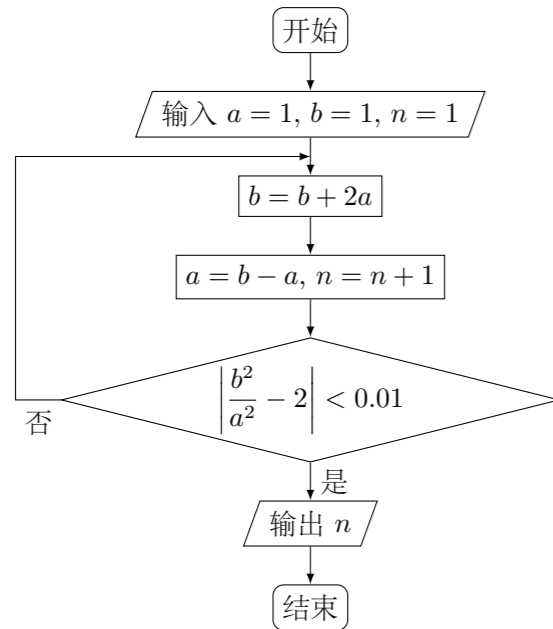 开始
输入 a = 1, b = 1, n = 1
b = b + 2a
a = b − a, n = n + 1
|b²/a² − 2| < 0.01
否
是
输出 n
结束